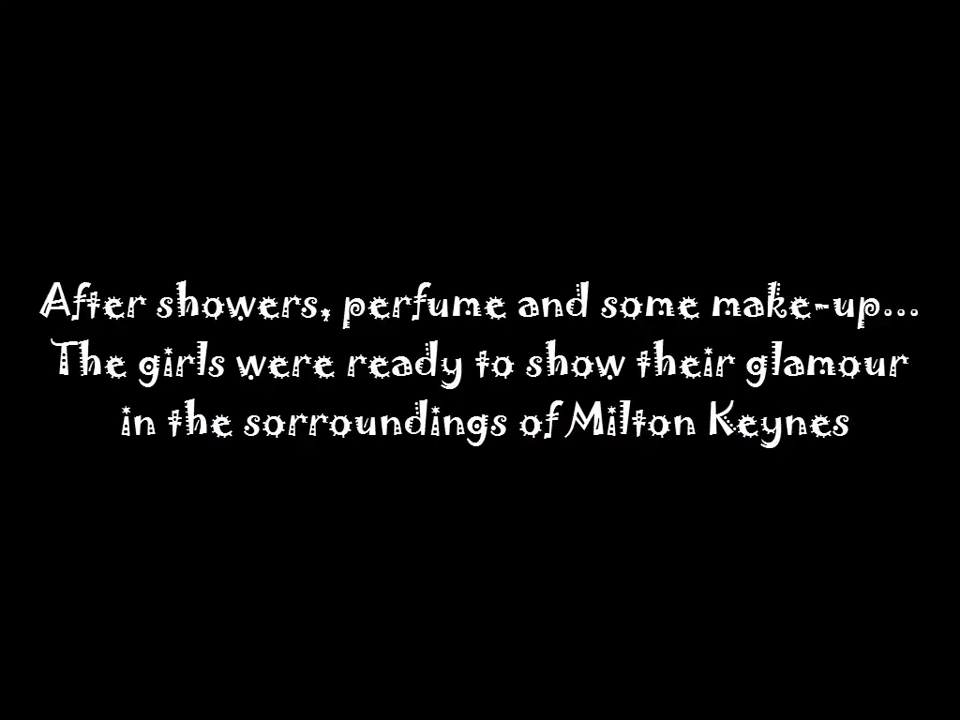 After showers, perfume and some make-up...
The girls were ready to show their glamour
in the sorroundings of Milton Keynes